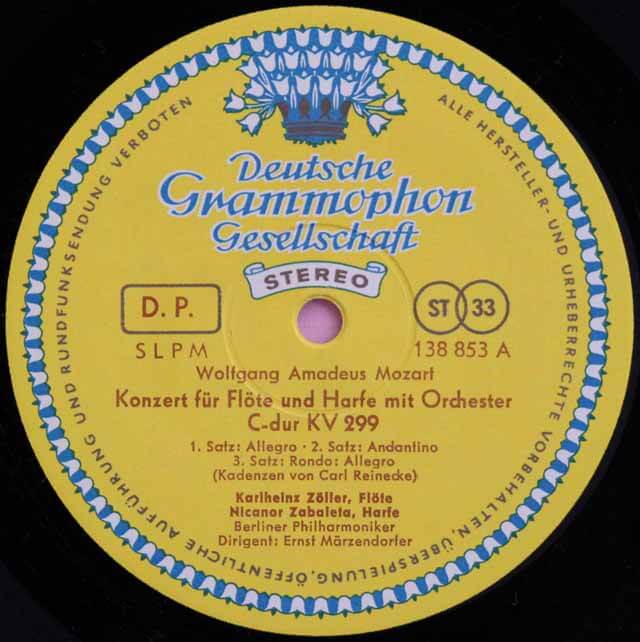 Deutsche
Grammophon
Gesellschaft
STEREO
D. P.
ST 33
SLPM
138 853 A
Wolfgang Amadeus Mozart
Konzert für Flöte und Harfe mit Orchester
C-dur KV 299
1. Satz: Allegro · 2. Satz: Andantino
3. Satz: Rondo: Allegro
(Kadenzen von Carl Reinecke)
Karlheinz Zöller, Flöte
Nicanor Zabaleta, Harfe
Berliner Philharmoniker
Dirigent: Ernst Märzendorfer
ALLE HERSTELLER- UND URHEBERRECHTE VORBEHALTEN, ÜBERSPIELUNG, ÖFFENTLICHE AUFFÜHRUNG UND RUNDFUNKSENDUNG VERBOTEN